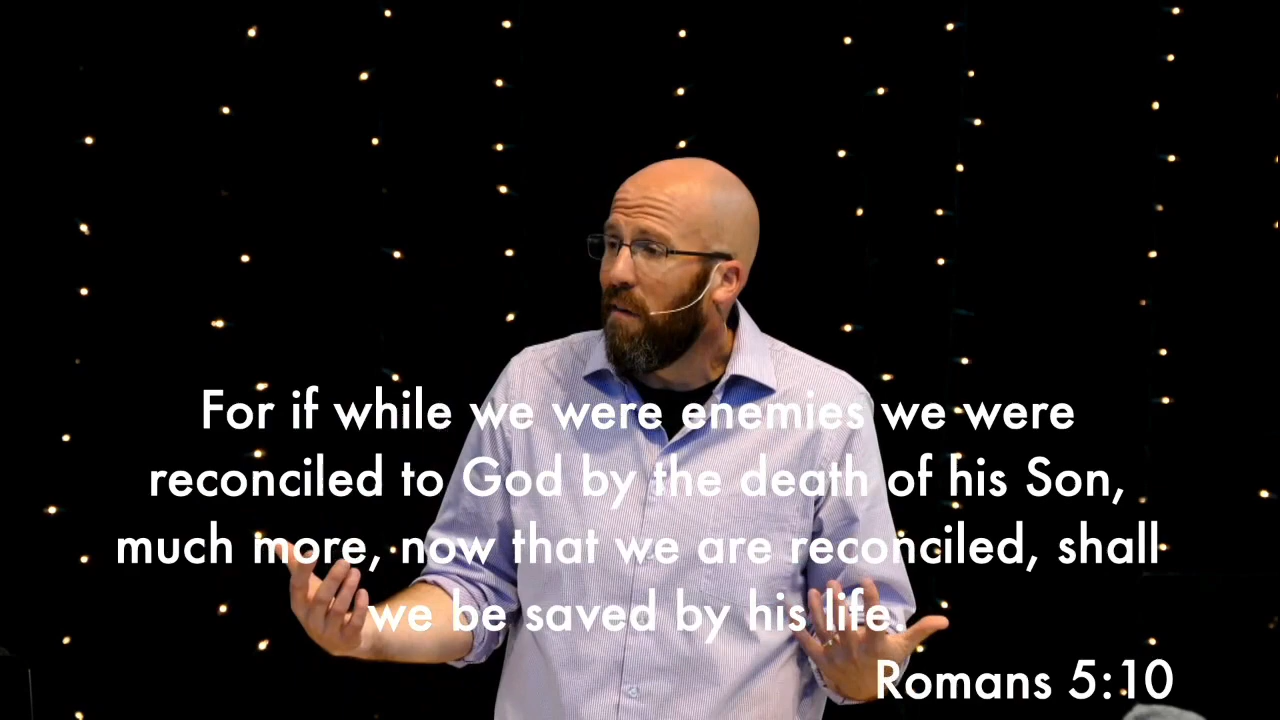 For if while we were enemies we were
reconciled to God by the death of his Son,
much more, now that we are reconciled, shall
we be saved by his life.
Romans 5:10